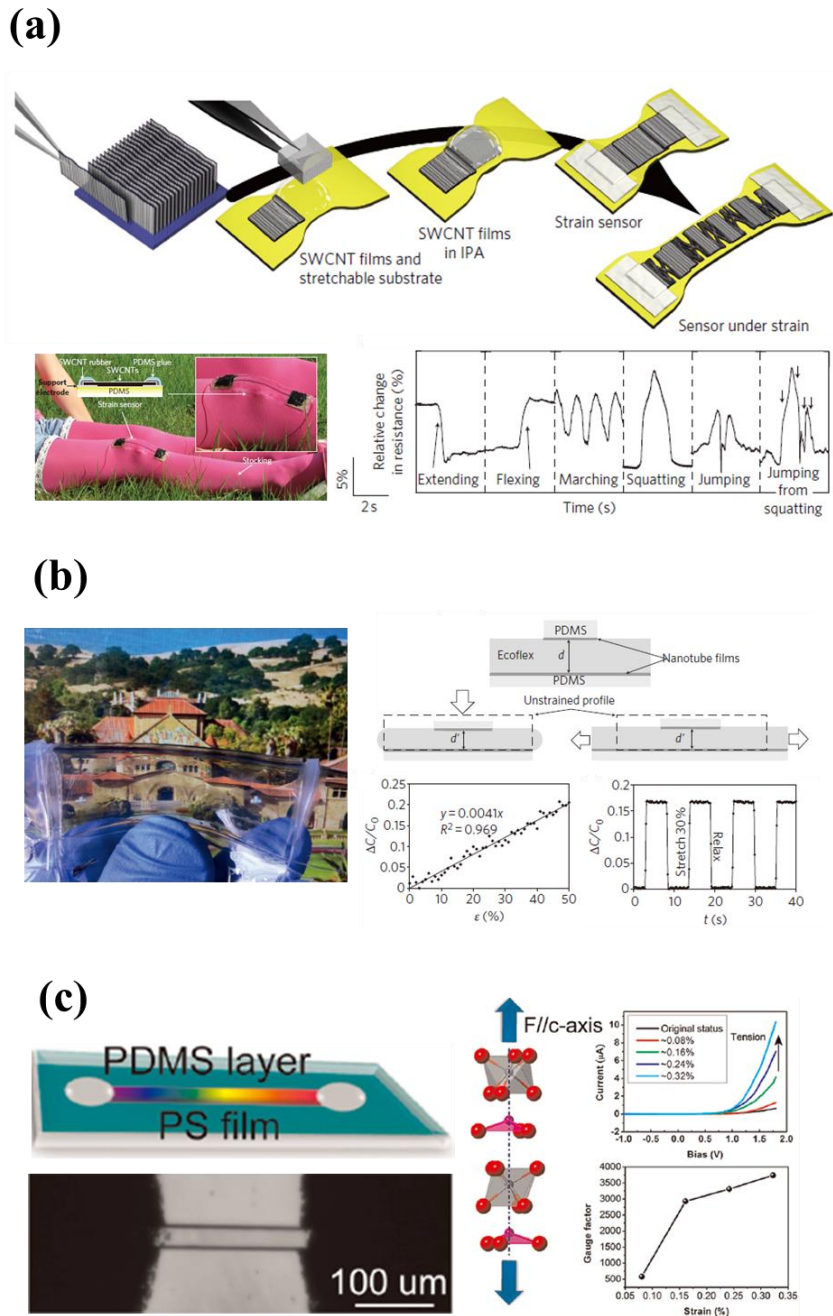 (a)
SWCNT films and
stretchable substrate
SWCNT films
in IPA
Strain sensor
Sensor under strain
SWCNT rubber
PDMS glue
SWCNTs
Support
electrode
PDMS
Strain sensor
Stocking
5%
2 s
Relative change
in resistance (%)
Extending
Flexing
Marching
Squatting
Jumping
Jumping
from
squatting
Time (s)
(b)
PDMS
Ecoflex
d
Nanotube films
PDMS
Unstrained profile
d'
d'
ΔC/C0
0.25
0.2
0.15
0.1
0.05
0
y = 0.0041x
R² = 0.969
0 10 20 30 40 50
ε (%)
ΔC/C0
0.2
0.15
0.1
0.05
0
Stretch 30%
Relax
0 10 20 30 40
t (s)
(c)
PDMS layer
PS film
100 um
F//c-axis
Current (μA)
10
8
6
4
2
0
Original status
~0.08%
~0.16%
~0.24%
~0.32%
Tension
-1.0 -0.5 0.0 0.5 1.0 1.5 2.0
Bias (V)
Gauge factor
4000
3500
3000
2500
2000
1500
1000
500
0.05 0.10 0.15 0.20 0.25 0.30 0.35
Strain (%)